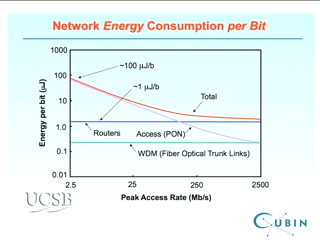 Network Energy Consumption per Bit
1000
100
10
1.0
0.1
0.01
Energy per bit (μJ)
~100 μJ/b
~1 μJ/b
Total
Routers
Access (PON)
WDM (Fiber Optical Trunk Links)
2.5
25
250
2500
Peak Access Rate (Mb/s)
UCSB
CUBIN